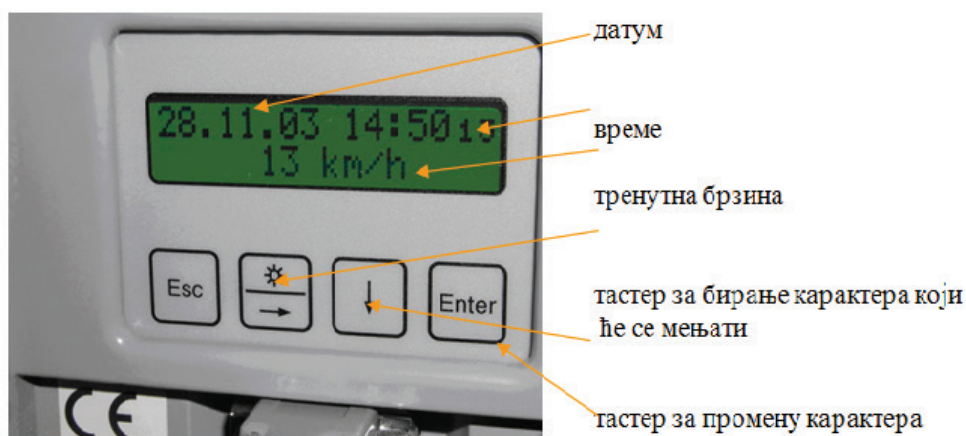 датум
28.11.03 14:50
време
13 km/h
тренутна брзина
Esc
Enter
тастер за бирање карактера који
ће се мењати
тастер за промену карактера
CE